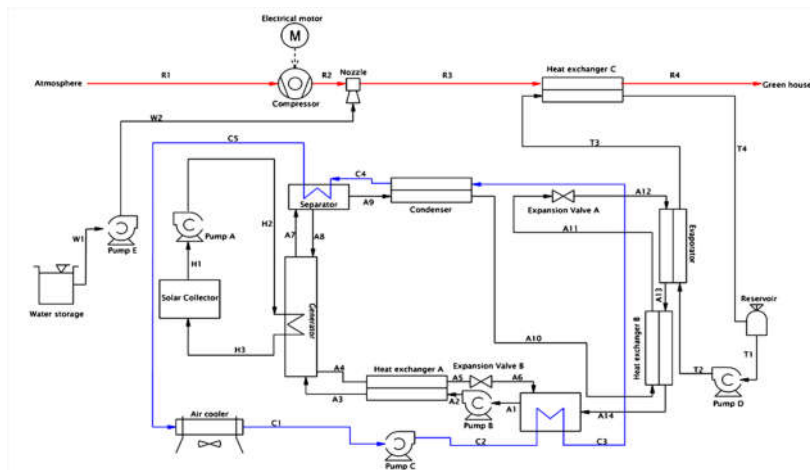 Electrical motor
M
Atmosphere
R1
Compressor
R2
Nozzle
R3
Heat exchanger C
R4
Green house
W2
C5
T3
T4
C4
Separator
A9
Condenser
Expansion Valve A
A12
A11
Evaporator
H2
Pump A
A7
A8
W1
Pump E
H1
Water storage
Solar Collector
Generator
A13
Reservoir
Heat exchanger B
A10
T1
T2
Pump D
H3
A4
Heat exchanger A
A5
Expansion Valve B
A6
A3
A2
Pump B
A1
A14
Air cooler
C1
Pump C
C2
C3